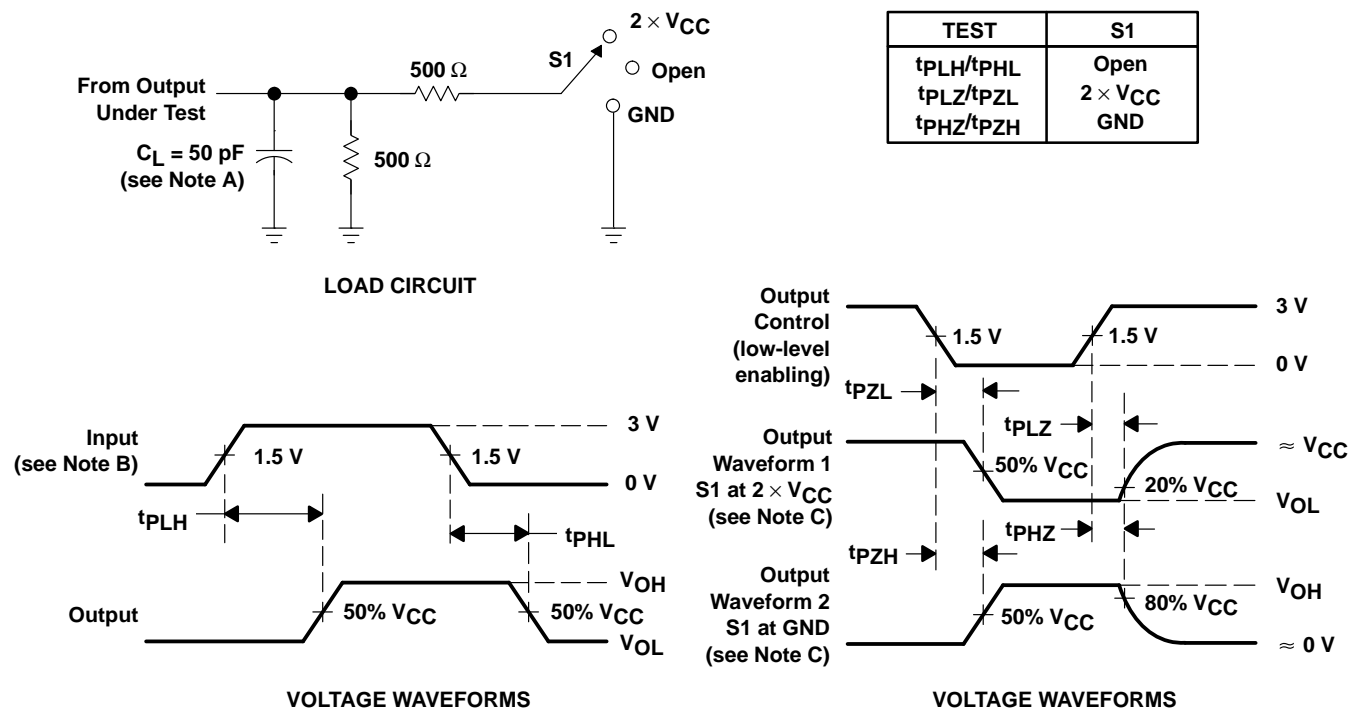 2 × VCC
S1
Open
GND
500 Ω
From Output
Under Test
CL = 50 pF
(see Note A)
500 Ω
LOAD CIRCUIT
TEST S1
tPLH/tPHL Open
tPLZ/tPZL 2 × VCC
tPHZ/tPZH GND
Input
(see Note B)
1.5 V
1.5 V
3 V
0 V
tPLH
tPHL
Output
50% VCC
50% VCC
VOH
VOL
VOLTAGE WAVEFORMS
Output
Control
(low-level
enabling)
1.5 V
1.5 V
3 V
0 V
tPZL
tPLZ
Output
Waveform 1
S1 at 2 × VCC
(see Note C)
50% VCC
20% VCC
≈ VCC
VOL
tPZH
tPHZ
Output
Waveform 2
S1 at GND
(see Note C)
50% VCC
80% VCC
VOH
≈ 0 V
VOLTAGE WAVEFORMS